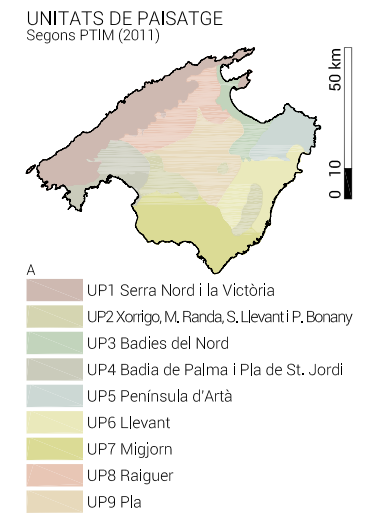 UNITATS DE PAISATGE
Segons PTIM (2011)
50 km
10
0
A
UP1 Serra Nord i la Victòria
UP2 Xorrigo, M. Randa, S. Llevant i P. Bonany
UP3 Badies del Nord
UP4 Badia de Palma i Pla de St. Jordi
UP5 Península d'Artà
UP6 Llevant
UP7 Migjorn
UP8 Raiguer
UP9 Pla